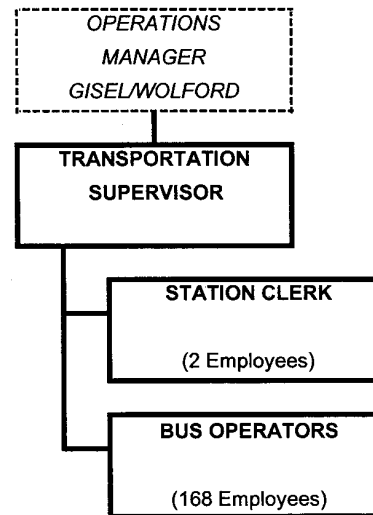 OPERATIONS
MANAGER
GISEL/WOLFORD
TRANSPORTATION
SUPERVISOR
STATION CLERK
(2 Employees)
BUS OPERATORS
(168 Employees)